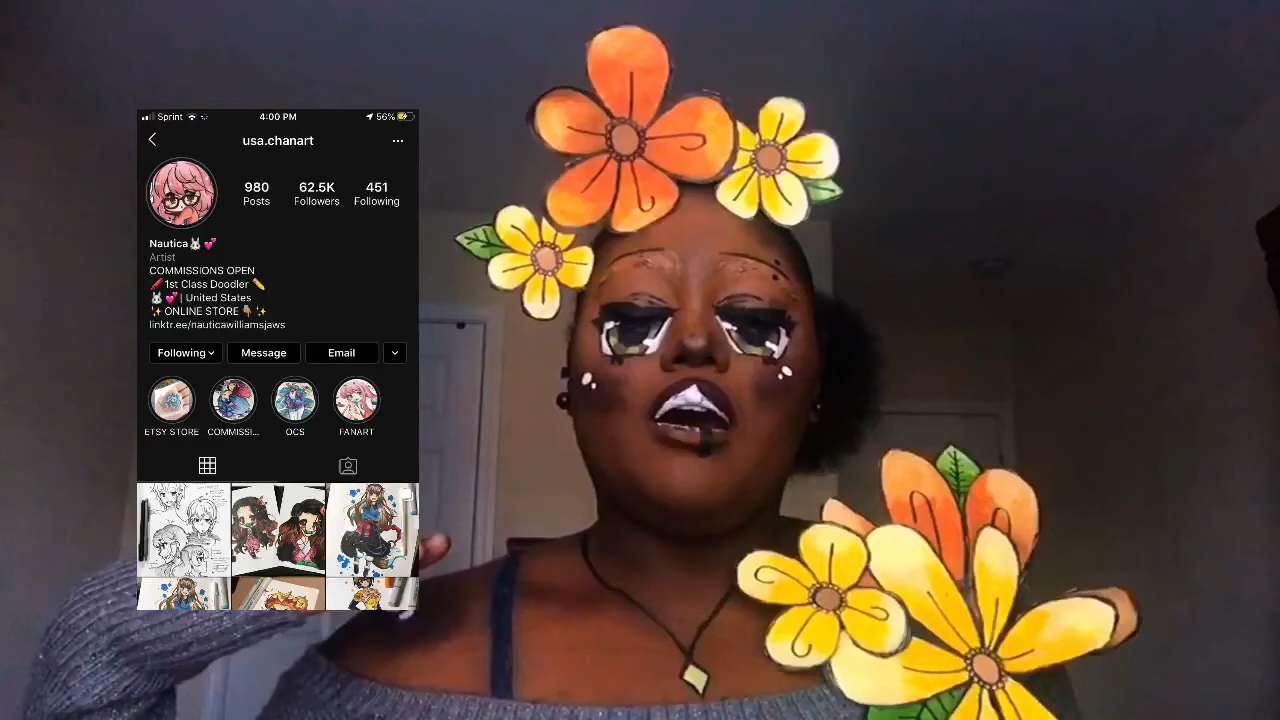 Sprint 4:00 PM 56%
usa.chanart
980 62.5K 451
Posts Followers Following
Nautica🐰💕
Artist
COMMISSIONS OPEN
🖍️ 1st Class Doodler ✏️
🐰💕 | United States
✨ ONLINE STORE 👇🏾✨
linktr.ee/nauticawilliamsjaws
Following Message Email
ETSY STORE COMMISSI... OCS FANART